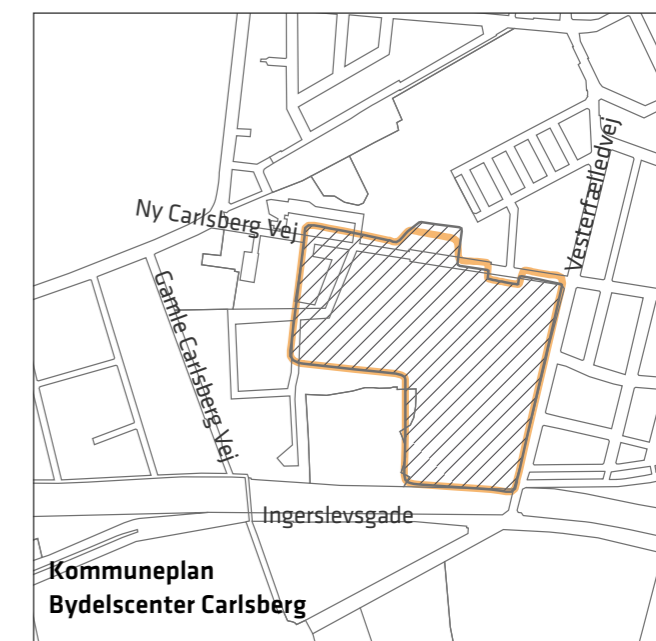 Ny Carlsberg Vej
Vesterfælledvej
Gamle Carlsberg Vej
Ingerslevsgade
Kommuneplan
Bydelscenter Carlsberg